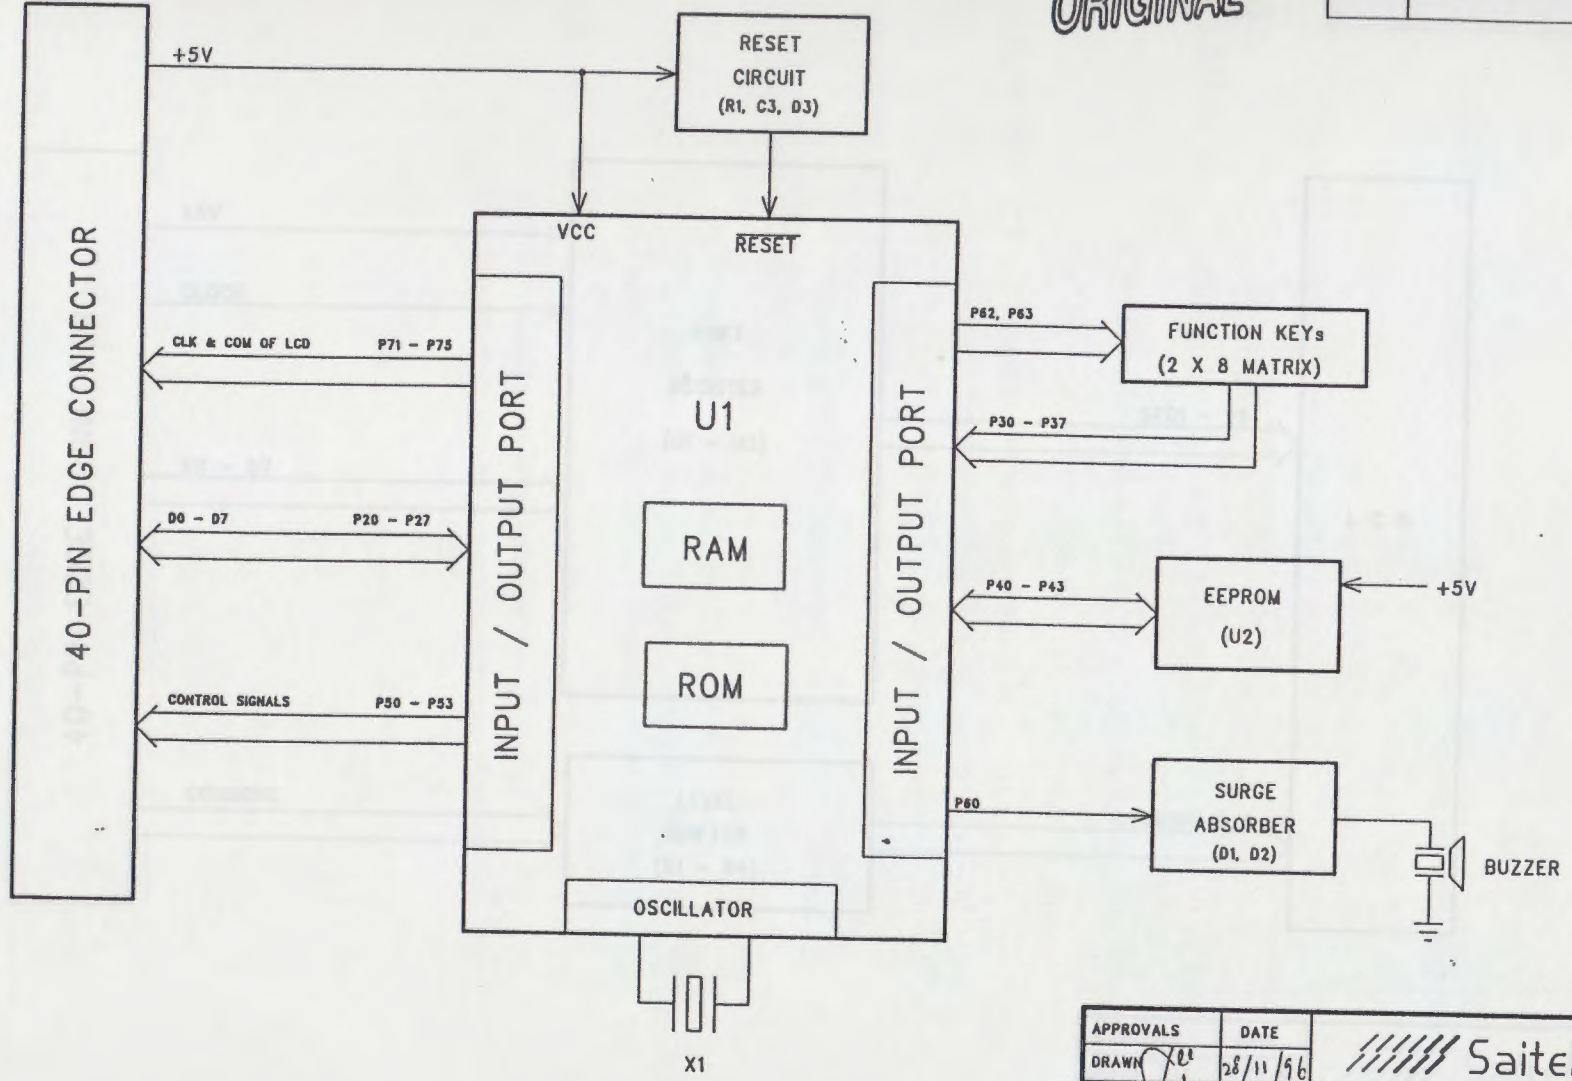 ORIGINAL
+5V
RESET
CIRCUIT
(R1, C3, D3)
VCC
RESET
40-PIN EDGE CONNECTOR
CLK & COM OF LCD
P71 - P75
D0 - D7
P20 - P27
CONTROL SIGNALS
P50 - P53
INPUT / OUTPUT PORT
U1
RAM
ROM
OSCILLATOR
X1
INPUT / OUTPUT PORT
P62, P63
FUNCTION KEYs
(2 X 8 MATRIX)
P30 - P37
P40 - P43
EEPROM
(U2)
+5V
P60
SURGE
ABSORBER
(D1, D2)
BUZZER
APPROVALS
DATE
DRAWN
28/11/96